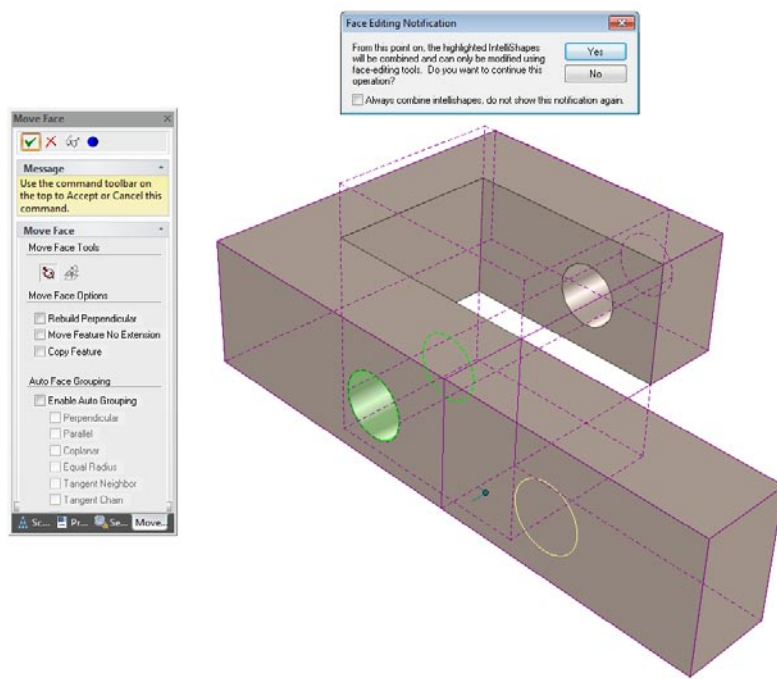 Face Editing Notification
From this point on, the highlighted IntelliShapes
will be combined and can only be modified using
face-editing tools. Do you want to continue this
operation?
Yes
No
Always combine intellishapes, do not show this notification again.
Move Face
Message
Use the command toolbar on
the top to Accept or Cancel this
command.
Move Face
Move Face Tools
Move Face Options
Rebuild Perpendicular
Move Feature No Extension
Copy Feature
Auto Face Grouping
Enable Auto Grouping
Perpendicular
Parallel
Coplanar
Equal Radius
Tangent Neighbor
Tangent Chain
Sc... Pr... Se... Move...